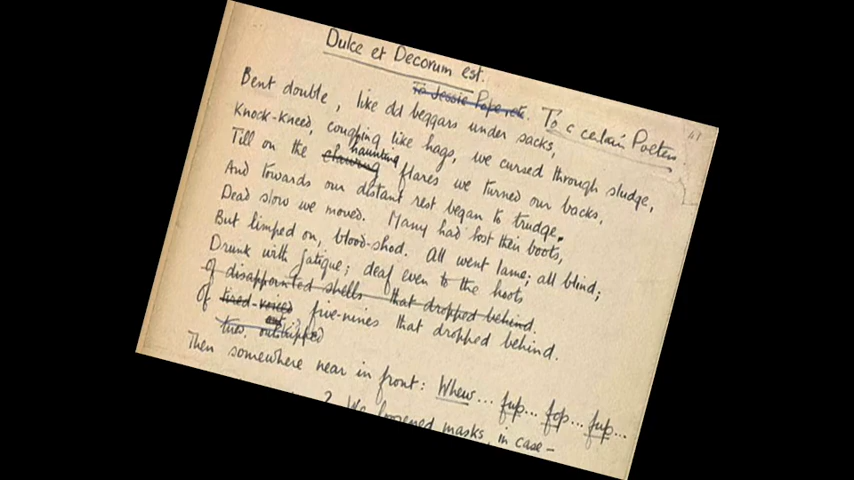 Dulce et Decorum est.
To Jessie Pope etc. To a certain Poetess
41
Bent double, like old beggars under sacks,
Knock-kneed, coughing like hags, we cursed through sludge,
Till on the clawing haunting flares we turned our backs,
And towards our distant rest began to trudge.
Dead slow we moved. Many had lost their boots,
But limped on, blood-shod. All went lame; all blind;
Drunk with fatigue; deaf even to the hoots
Of disappointed shells that dropped behind.
Of tired-voiced five-nines that dropped behind.
outstripped
Then somewhere near in front: Whew... fup... fop... fup...
? We loosened masks, in case —